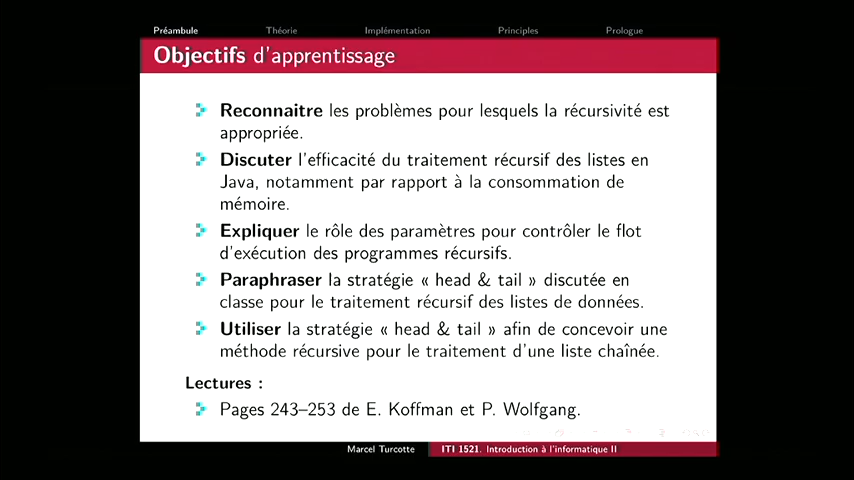 Préambule Théorie Implémentation Principles Prologue
Objectifs d'apprentissage
Reconnaitre les problèmes pour lesquels la récursivité est
appropriée.
Discuter l'efficacité du traitement récursif des listes en
Java, notamment par rapport à la consommation de
mémoire.
Expliquer le rôle des paramètres pour contrôler le flot
d'exécution des programmes récursifs.
Paraphraser la stratégie « head & tail » discutée en
classe pour le traitement récursif des listes de données.
Utiliser la stratégie « head & tail » afin de concevoir une
méthode récursive pour le traitement d'une liste chaînée.
Lectures :
Pages 243–253 de E. Koffman et P. Wolfgang.
Marcel Turcotte ITI 1521. Introduction à l'informatique II